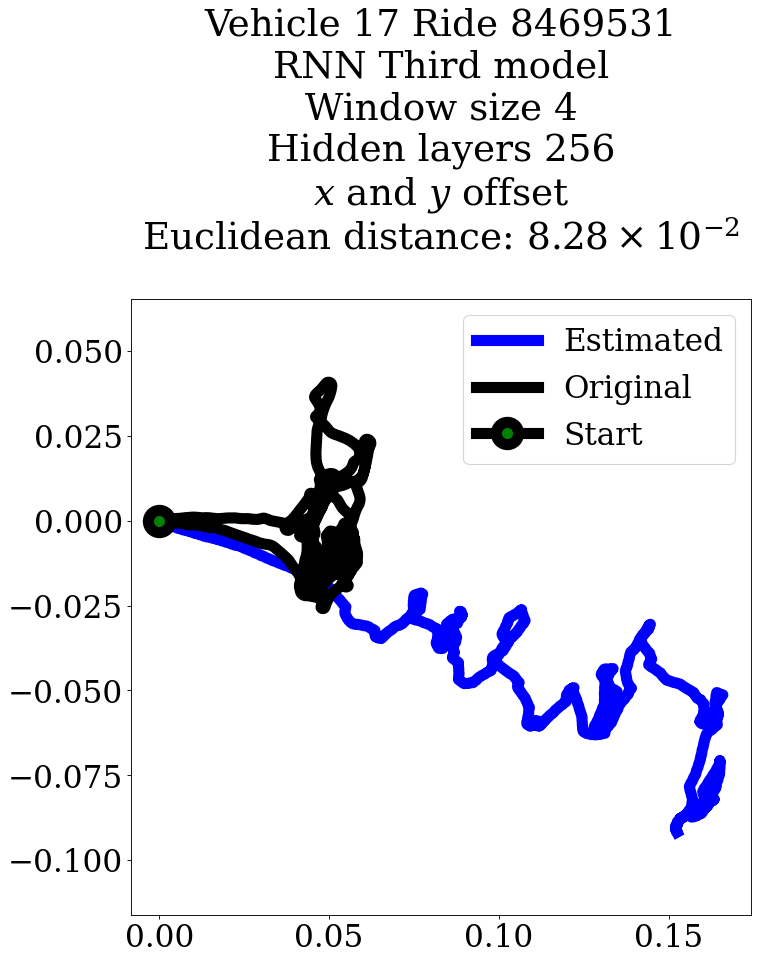 Vehicle 17 Ride 8469531
RNN Third model
Window size 4
Hidden layers 256
x and y offset
Euclidean distance: 8.28 × 10⁻²
Estimated
Original
Start
0.050
0.025
0.000
−0.025
−0.050
−0.075
−0.100
0.00 0.05 0.10 0.15